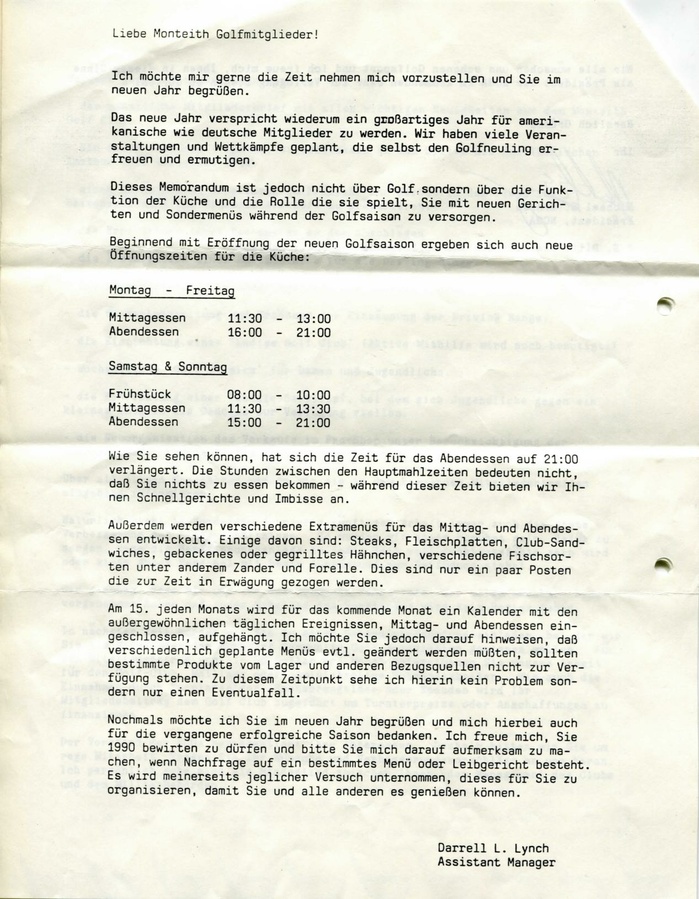 Liebe Monteith Golfmitglieder!
Ich möchte mir gerne die Zeit nehmen mich vorzustellen und Sie im
neuen Jahr begrüßen.
Das neue Jahr verspricht wiederum ein großartiges Jahr für ameri-
kanische wie deutsche Mitglieder zu werden. Wir haben viele Veran-
staltungen und Wettkämpfe geplant, die selbst den Golfneuling er-
freuen und ermutigen.
Dieses Memorandum ist jedoch nicht über Golf sondern über die Funk-
tion der Küche und die Rolle die sie spielt, Sie mit neuen Gerich-
ten und Sondermenüs während der Golfsaison zu versorgen.
Beginnend mit Eröffnung der neuen Golfsaison ergeben sich auch neue
Öffnungszeiten für die Küche:
Montag - Freitag
Mittagessen 11:30 - 13:00
Abendessen 16:00 - 21:00
Samstag & Sonntag
Frühstück 08:00 - 10:00
Mittagessen 11:30 - 13:30
Abendessen 15:00 - 21:00
Wie Sie sehen können, hat sich die Zeit für das Abendessen auf 21:00
verlängert. Die Stunden zwischen den Hauptmahlzeiten bedeuten nicht,
daß Sie nichts zu essen bekommen - während dieser Zeit bieten wir Ih-
nen Schnellgerichte und Imbisse an.
Außerdem werden verschiedene Extramenüs für das Mittag- und Abendes-
sen entwickelt. Einige davon sind: Steaks, Fleischplatten, Club-Sand-
wiches, gebackenes oder gegrilltes Hähnchen, verschiedene Fischsor-
ten unter anderem Zander und Forelle. Dies sind nur ein paar Posten
die zur Zeit in Erwägung gezogen werden.
Am 15. jeden Monats wird für das kommende Monat ein Kalender mit den
außergewöhnlichen täglichen Ereignissen, Mittag- und Abendessen ein-
geschlossen, aufgehängt. Ich möchte Sie jedoch darauf hinweisen, daß
verschiedenlich geplante Menüs evtl. geändert werden müßten, sollten
bestimmte Produkte vom Lager und anderen Bezugsquellen nicht zur Ver-
fügung stehen. Zu diesem Zeitpunkt sehe ich hierin kein Problem son-
dern nur einen Eventualfall.
Nochmals möchte ich Sie im neuen Jahr begrüßen und mich hierbei auch
für die vergangene erfolgreiche Saison bedanken. Ich freue mich, Sie
1990 bewirten zu dürfen und bitte Sie mich darauf aufmerksam zu ma-
chen, wenn Nachfrage auf ein bestimmtes Menü oder Leibgericht besteht.
Es wird meinerseits jeglicher Versuch unternommen, dieses für Sie zu
organisieren, damit Sie und alle anderen es genießen können.
Darrell L. Lynch
Assistant Manager